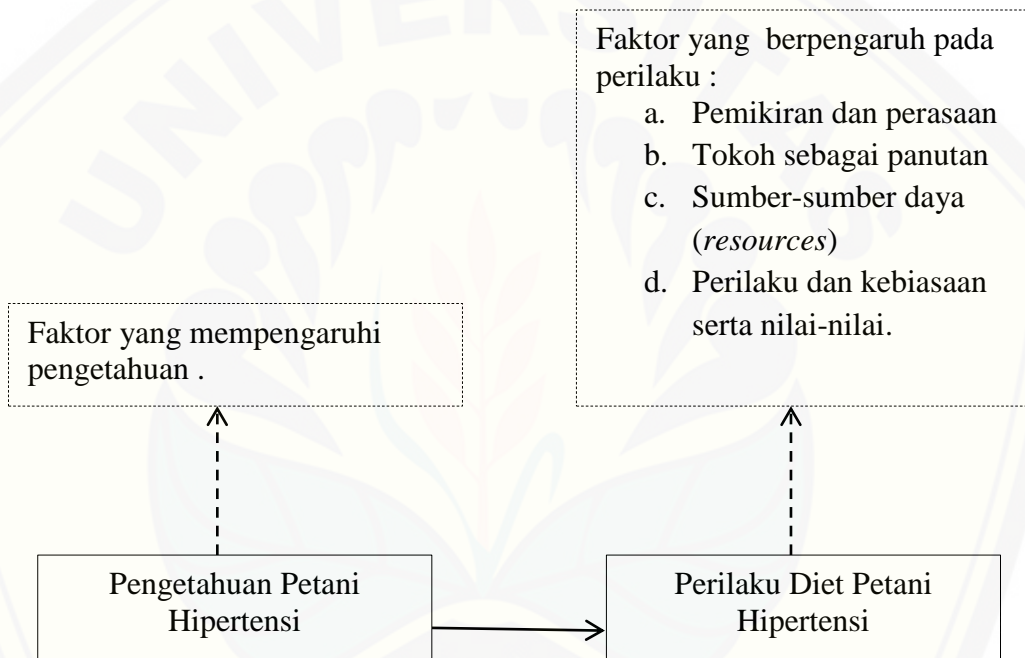 UNIVERSITAS
Faktor yang berpengaruh pada
perilaku :
a. Pemikiran dan perasaan
b. Tokoh sebagai panutan
c. Sumber-sumber daya
(resources)
d. Perilaku dan kebiasaan
serta nilai-nilai.
Faktor yang mempengaruhi
pengetahuan .
Pengetahuan Petani
Hipertensi
Perilaku Diet Petani
Hipertensi